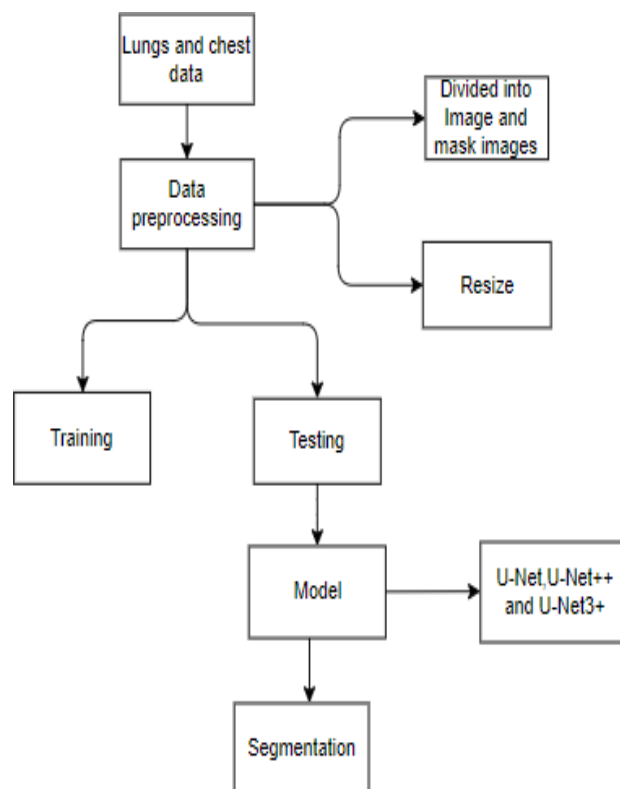 Lungs and chest
data
Divided into
Image and
mask images
Data
preprocessing
Resize
Training
Testing
Model
U-Net,U-Net++
and U-Net3+
Segmentation